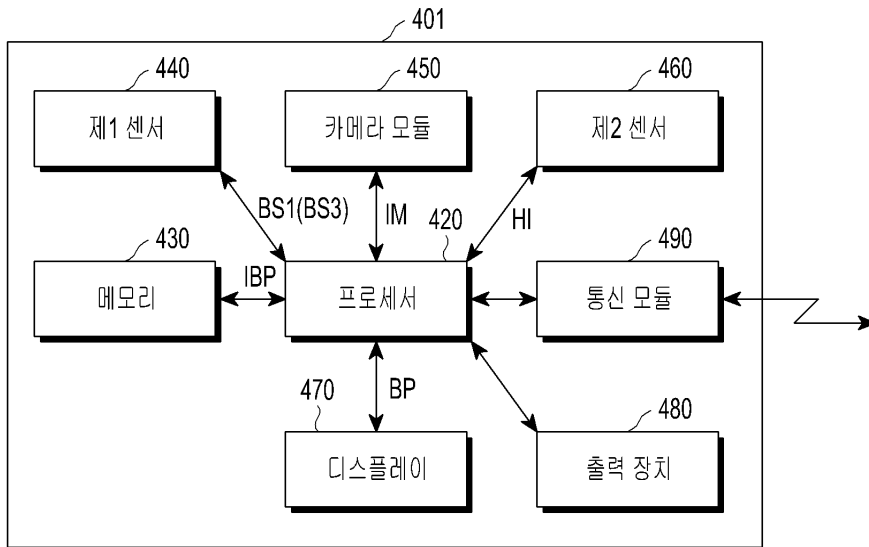 401
440
450
460
제1 센서
카메라 모듈
제2 센서
BS1(BS3)
IM
HI
430
420
490
메모리
IBP
프로세서
통신 모듈
470
BP
480
디스플레이
출력 장치